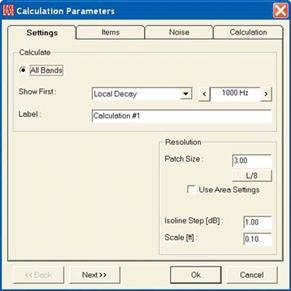 Calculation Parameters
Settings Items Noise Calculation
Calculate
All Bands
Show First : Local Decay < 1000 Hz >
Label : Calculation #1
Resolution
Patch Size : 3.00
L/8
Use Area Settings
Isoline Step [dB] : 1.00
Scale [ft] : 0.10
<< Back Next >> Ok Cancel